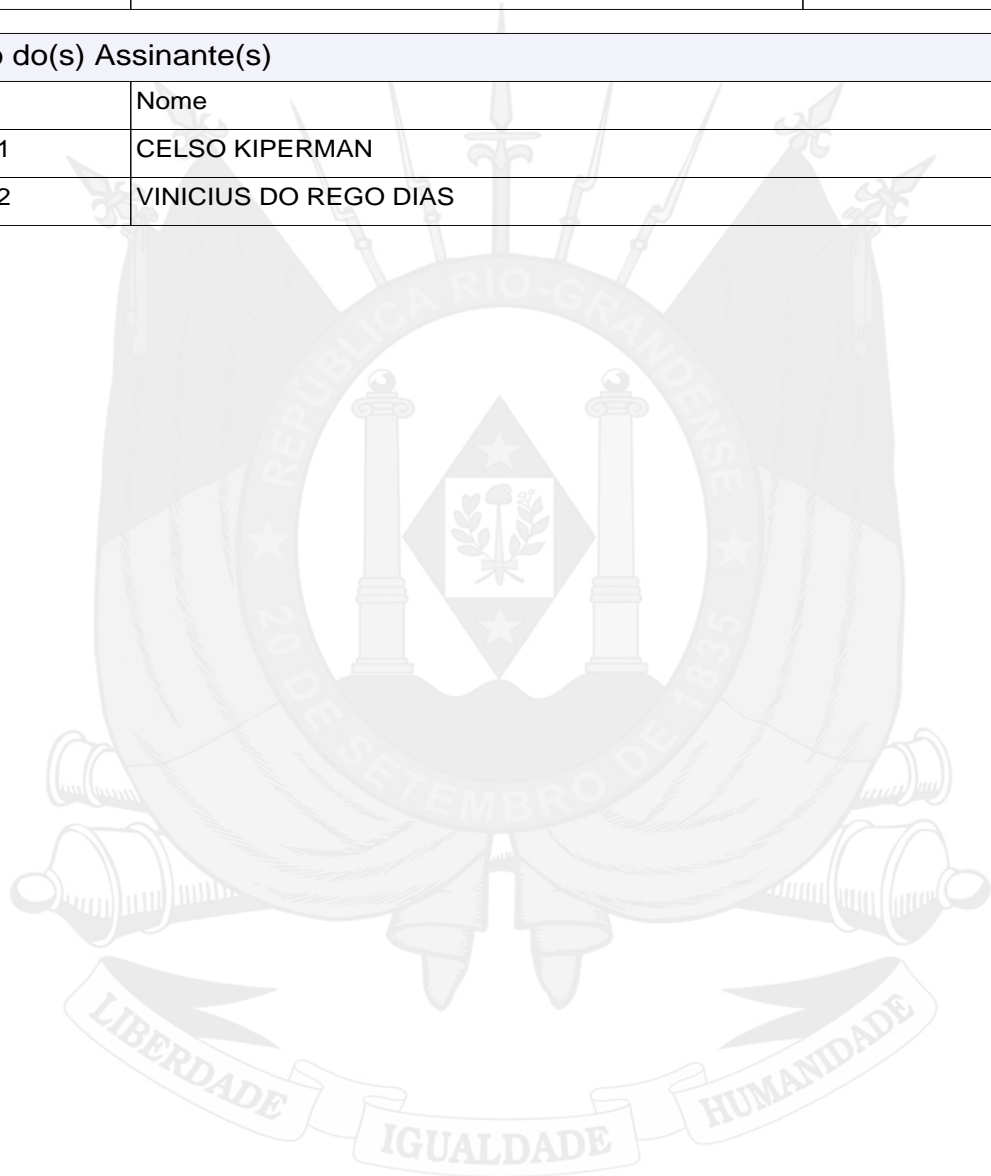 o do(s) Assinante(s)
Nome
1 CELSO KIPERMAN
2 VINICIUS DO REGO DIAS
REPÚBLICA RIO-GRANDENSE
★ 20 DE SETEMBRO DE 1835 ★
LIBERDADE IGUALDADE HUMANIDADE